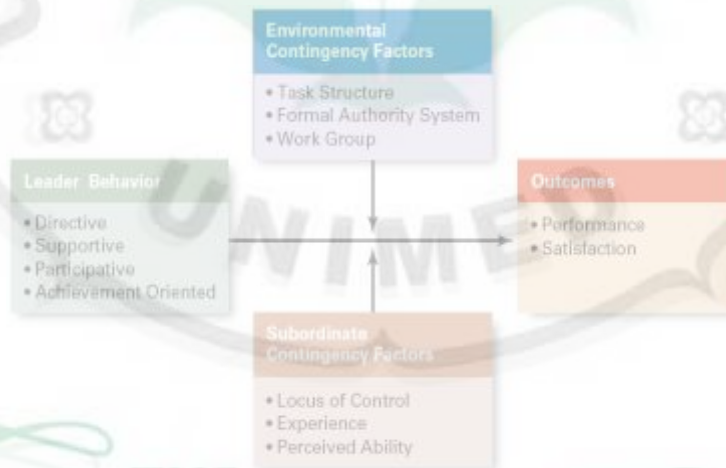 Environmental
Contingency Factors
• Task Structure
• Formal Authority System
• Work Group
Leader Behavior
• Directive
• Supportive
• Participative
• Achievement Oriented
Outcomes
• Performance
• Satisfaction
Subordinate
Contingency Factors
• Locus of Control
• Experience
• Perceived Ability
UNIMED